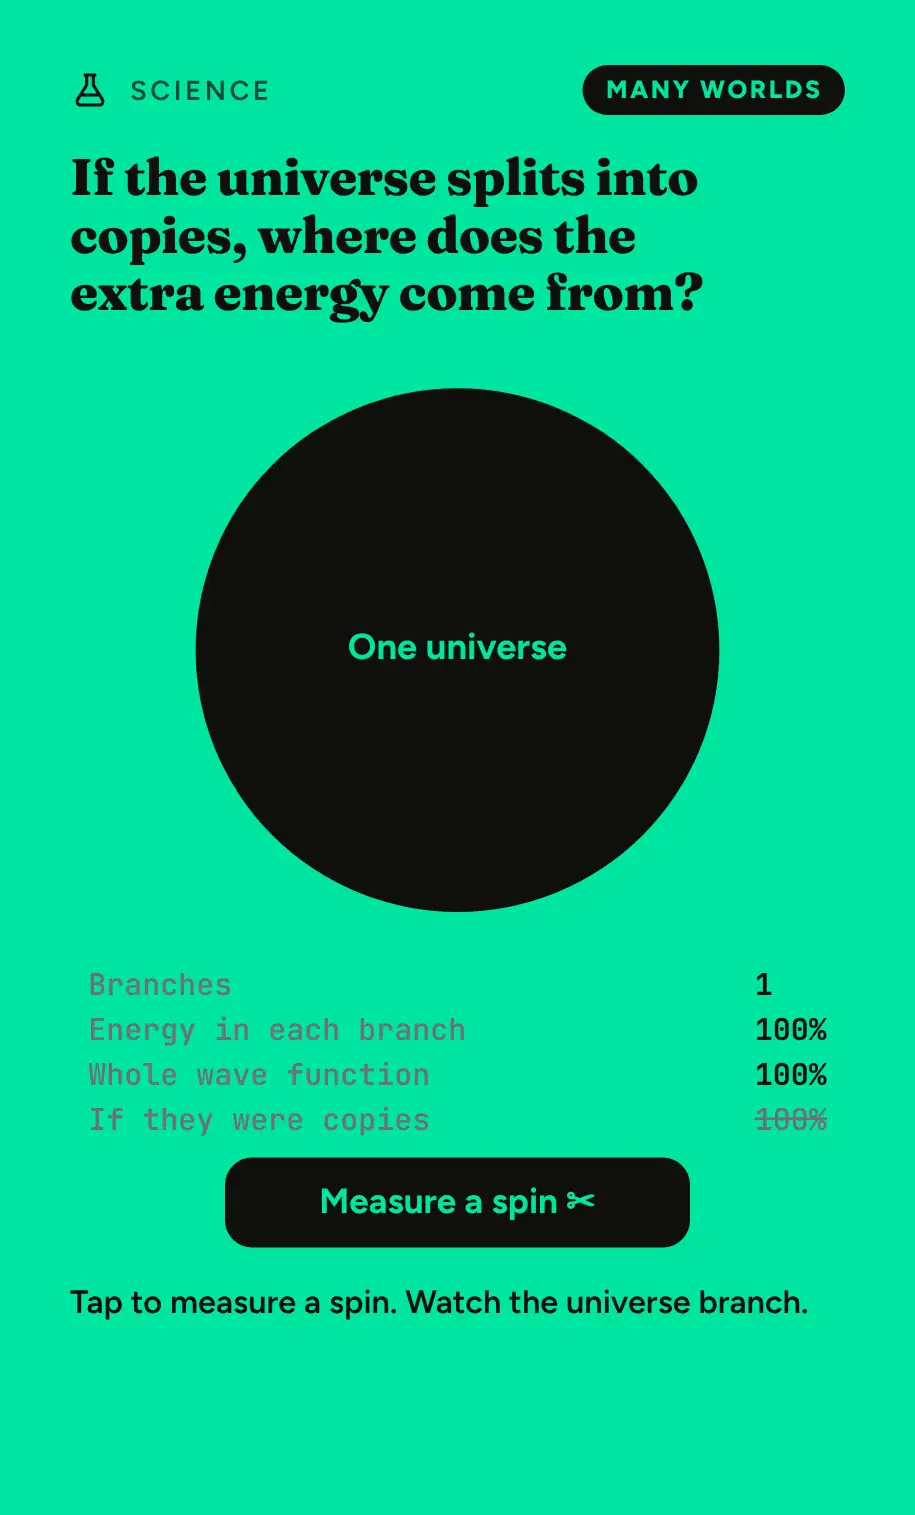 SCIENCE
MANY WORLDS
If the universe splits into
copies, where does the
extra energy come from?
One universe
Branches 1
Energy in each branch 100%
Whole wave function 100%
If they were copies 100%
Measure a spin ✂
Tap to measure a spin. Watch the universe branch.